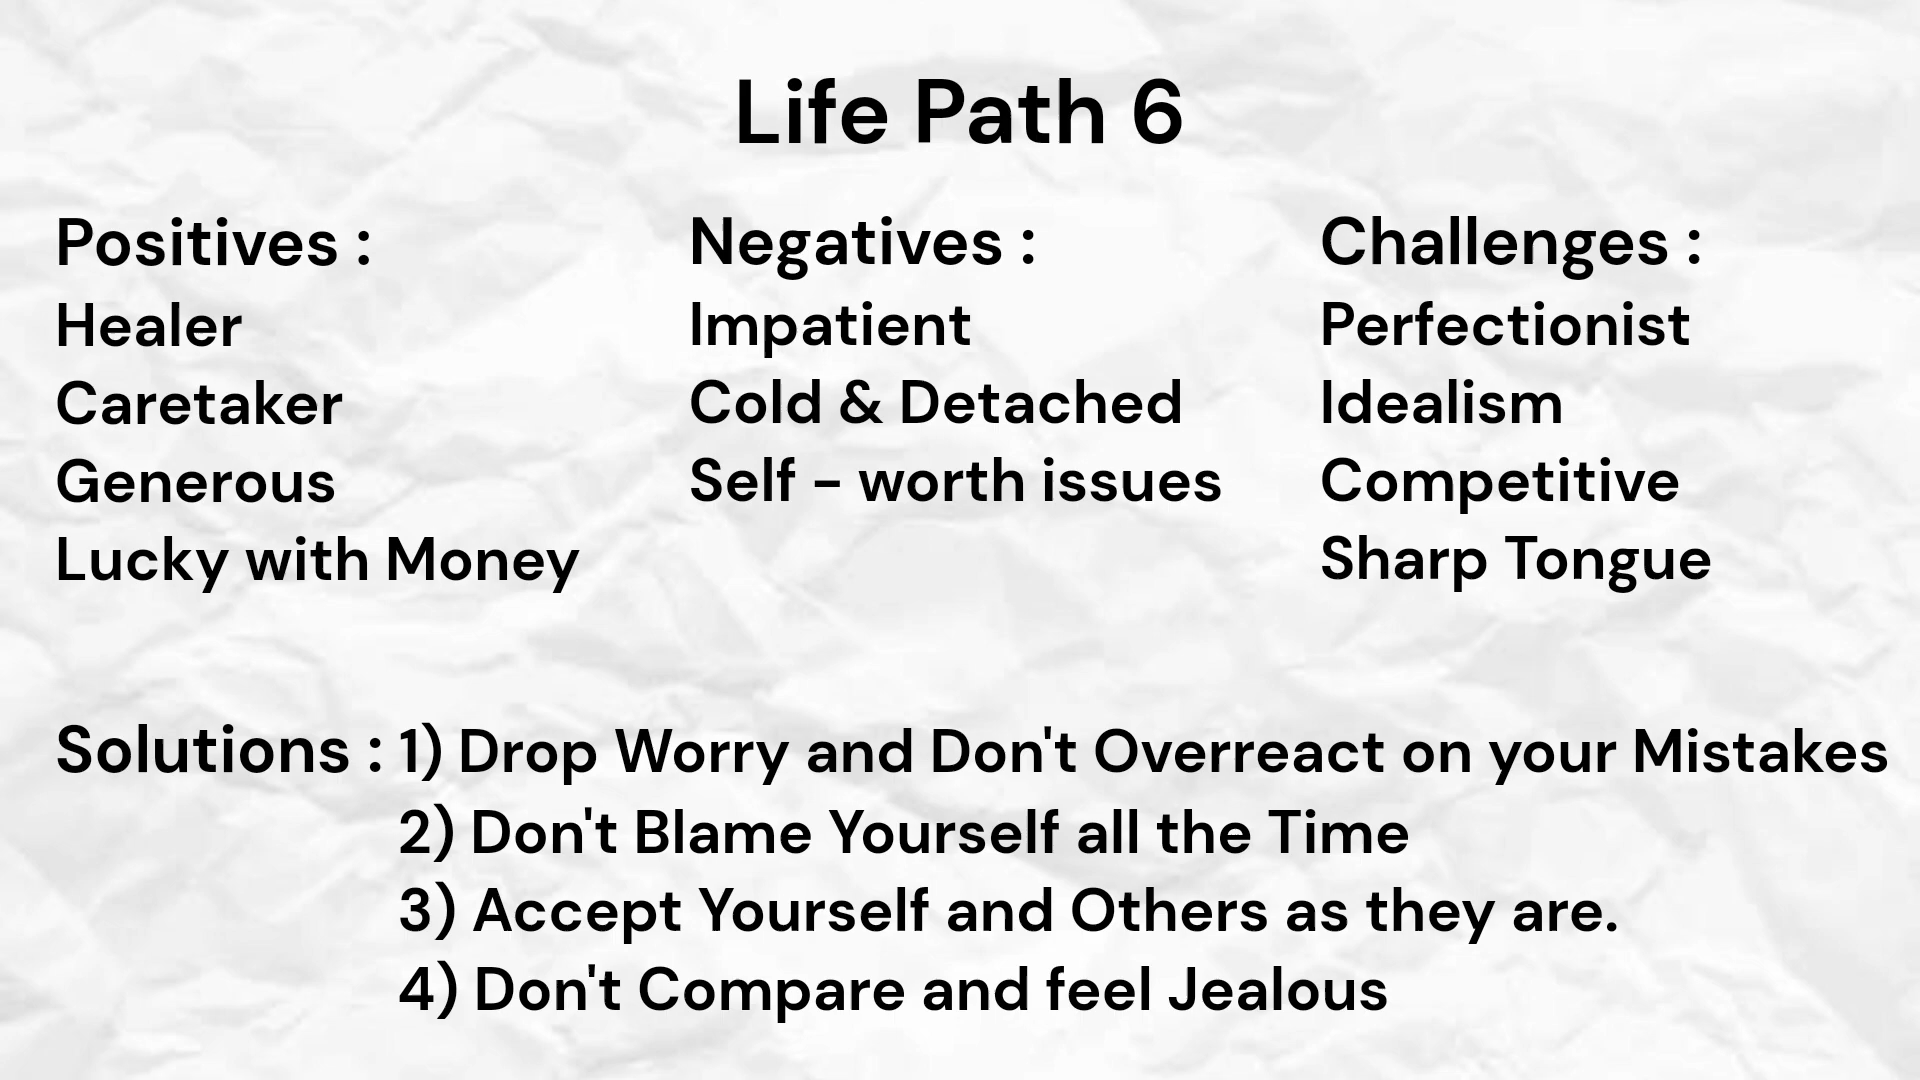 Life Path 6
Positives :
Healer
Caretaker
Generous
Lucky with Money
Negatives :
Impatient
Cold & Detached
Self - worth issues
Challenges :
Perfectionist
Idealism
Competitive
Sharp Tongue
Solutions : 1) Drop Worry and Don't Overreact on your Mistakes
2) Don't Blame Yourself all the Time
3) Accept Yourself and Others as they are.
4) Don't Compare and feel Jealous